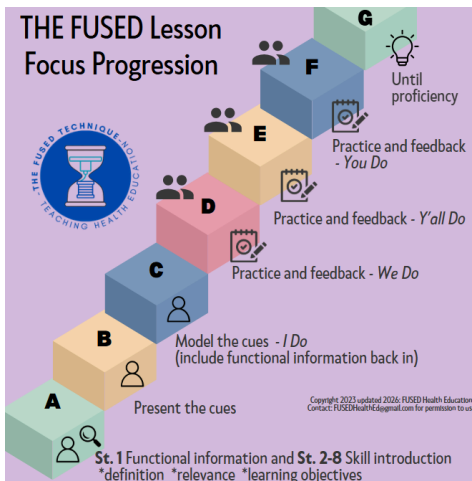 THE FUSED Lesson
Focus Progression
G
Until
proficiency
F
Practice and feedback
- You Do
E
Practice and feedback - Y'all Do
D
Practice and feedback - We Do
C
Model the cues - I Do
(include functional information back in)
B
Present the cues
A
St. 1 Functional information and St. 2-8 Skill introduction
*definition *relevance *learning objectives
THE FUSED TECHNIQUE-
TEACHING HEALTH EDUCATION
Copyright 2023 updated 2026: FUSED Health Education
Contact: FUSEDHealthEd@gmail.com for permission to us